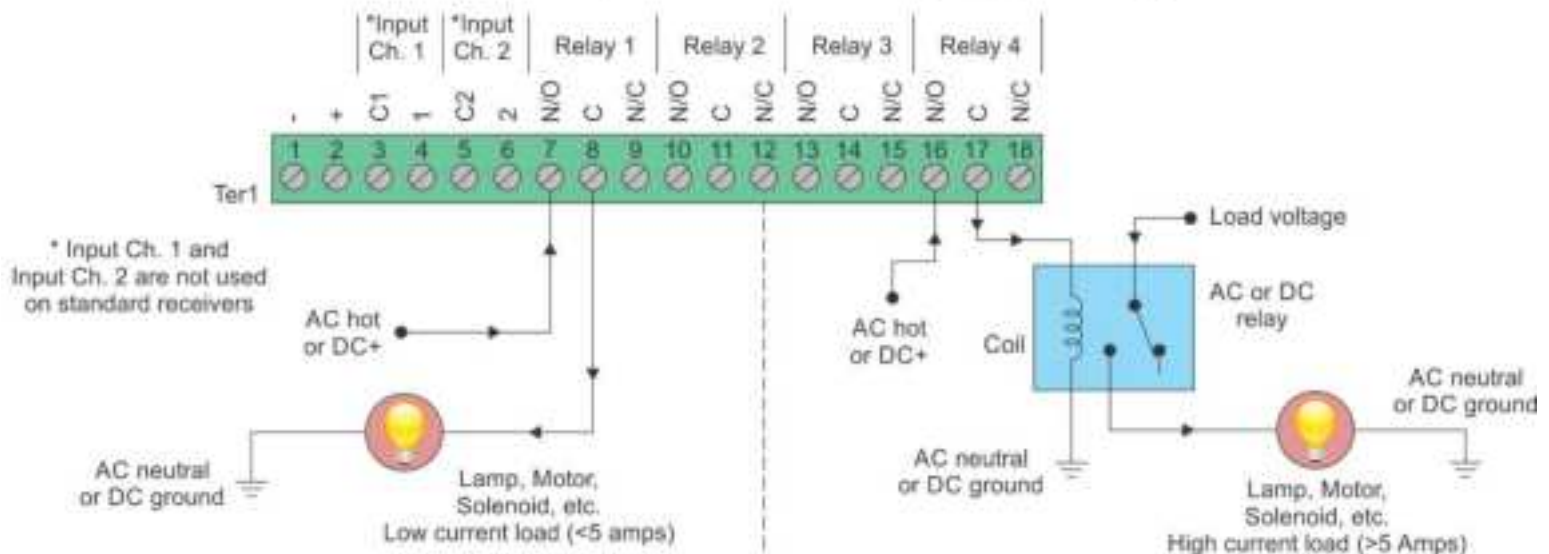 *Input
Ch. 1
*Input
Ch. 2
Relay 1
Relay 2
Relay 3
Relay 4
-
+
C1
1
C2
2
N/O
C
N/C
N/O
C
N/C
N/O
C
N/C
N/O
C
N/C
1 2 3 4 5 6 7 8 9 10 11 12 13 14 15 16 17 18
Ter1
* Input Ch. 1 and
Input Ch. 2 are not used
on standard receivers
AC hot
or DC+
AC neutral
or DC ground
Lamp, Motor,
Solenoid, etc.
Low current load (<5 amps)
AC hot
or DC+
Load voltage
AC or DC
relay
Coil
AC neutral
or DC ground
AC neutral
or DC ground
Lamp, Motor,
Solenoid, etc.
High current load (>5 Amps)